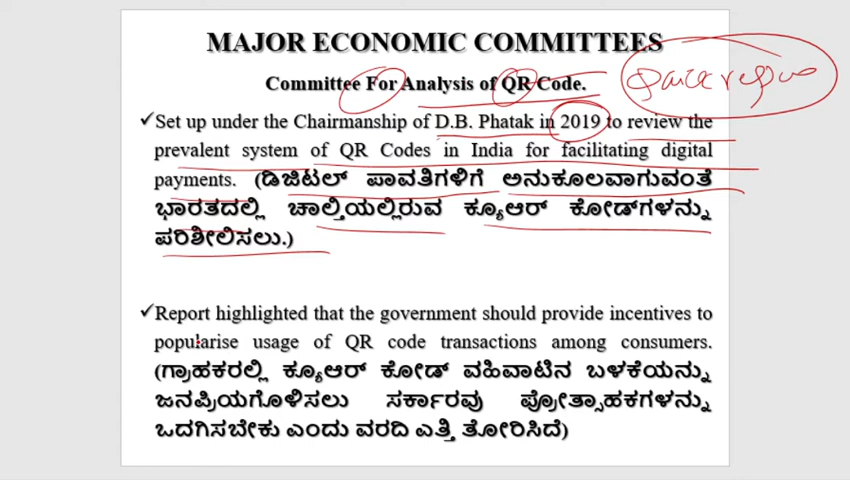 MAJOR ECONOMIC COMMITTEES
Committee For Analysis of QR Code.
✓Set up under the Chairmanship of D.B. Phatak in 2019 to review the
prevalent system of QR Codes in India for facilitating digital
payments. (ಡಿಜಿಟಲ್ ಪಾವತಿಗಳಿಗೆ ಅನುಕೂಲವಾಗುವಂತೆ
ಭಾರತದಲ್ಲಿ ಚಾಲ್ತಿಯಲ್ಲಿರುವ ಕ್ಯೂಆರ್ ಕೋಡ್‌ಗಳನ್ನು
ಪರಿಶೀಲಿಸಲು.)
✓Report highlighted that the government should provide incentives to
popularise usage of QR code transactions among consumers.
(ಗ್ರಾಹಕರಲ್ಲಿ ಕ್ಯೂಆರ್ ಕೋಡ್ ವಹಿವಾಟಿನ ಬಳಕೆಯನ್ನು
ಜನಪ್ರಿಯಗೊಳಿಸಲು ಸರ್ಕಾರವು ಪ್ರೋತ್ಸಾಹಕಗಳನ್ನು
ಒದಗಿಸಬೇಕು ಎಂದು ವರದಿ ಎತ್ತಿ ತೋರಿಸಿದೆ)